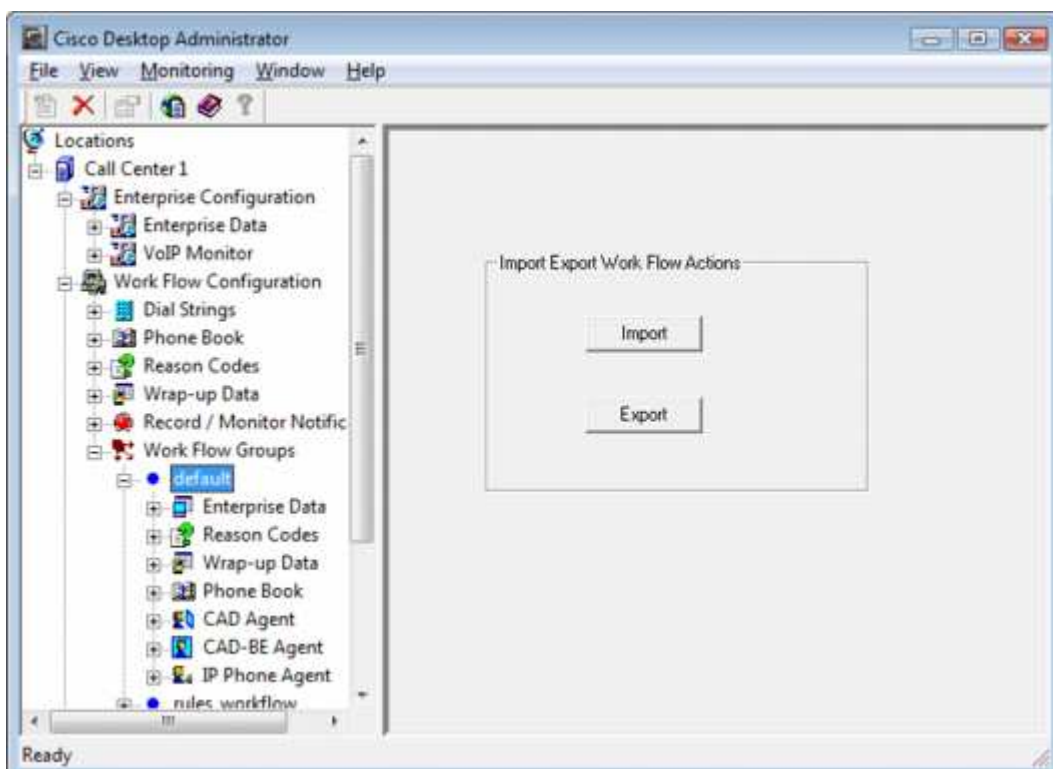 Cisco Desktop Administrator
File View Monitoring Window Help
Locations
Call Center 1
Enterprise Configuration
Enterprise Data
VoIP Monitor
Work Flow Configuration
Dial Strings
Phone Book
Reason Codes
Wrap-up Data
Record / Monitor Notific
Work Flow Groups
default
Enterprise Data
Reason Codes
Wrap-up Data
Phone Book
CAD Agent
CAD-BE Agent
IP Phone Agent
rules_workflow
Import Export Work Flow Actions
Import
Export
Ready